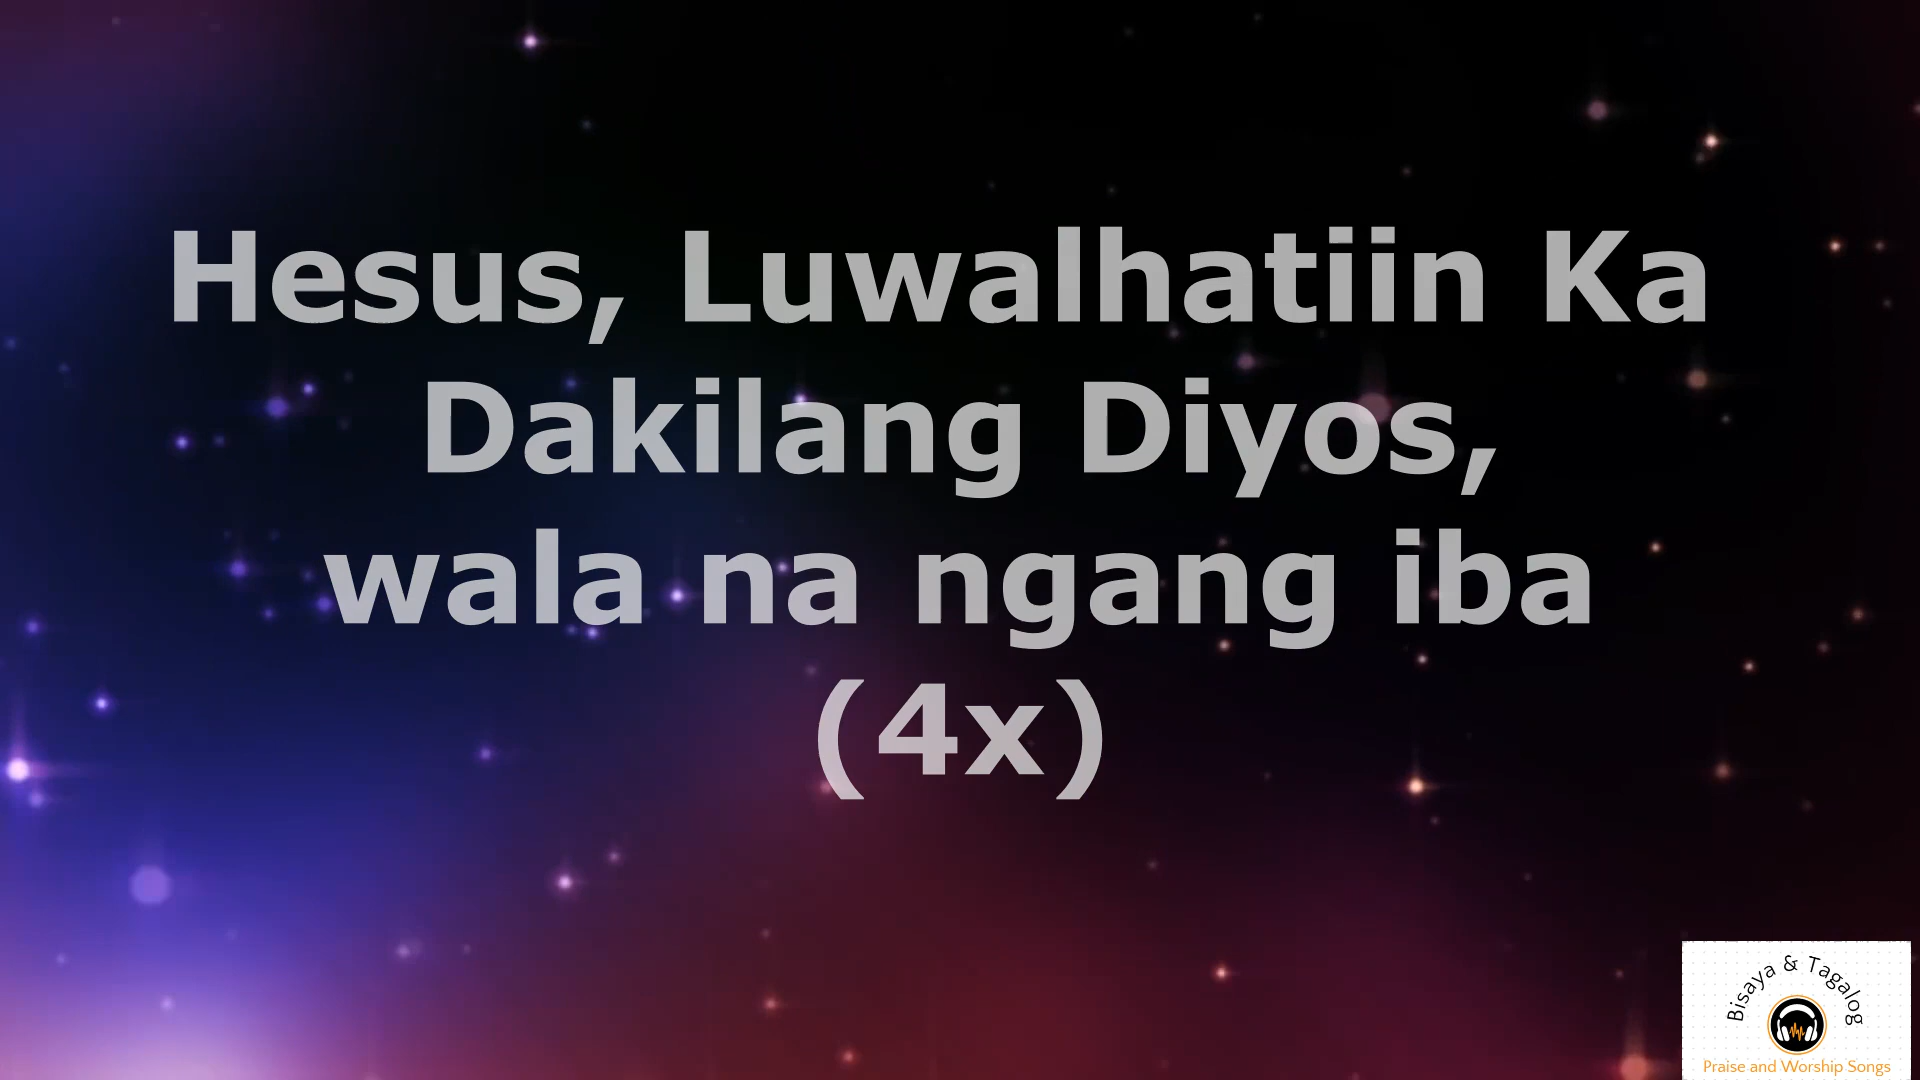 Hesus, Luwalhatiin Ka
Dakilang Diyos,
wala na ngang iba
(4x)
Bisaya & Tagalog
Praise and Worship Songs